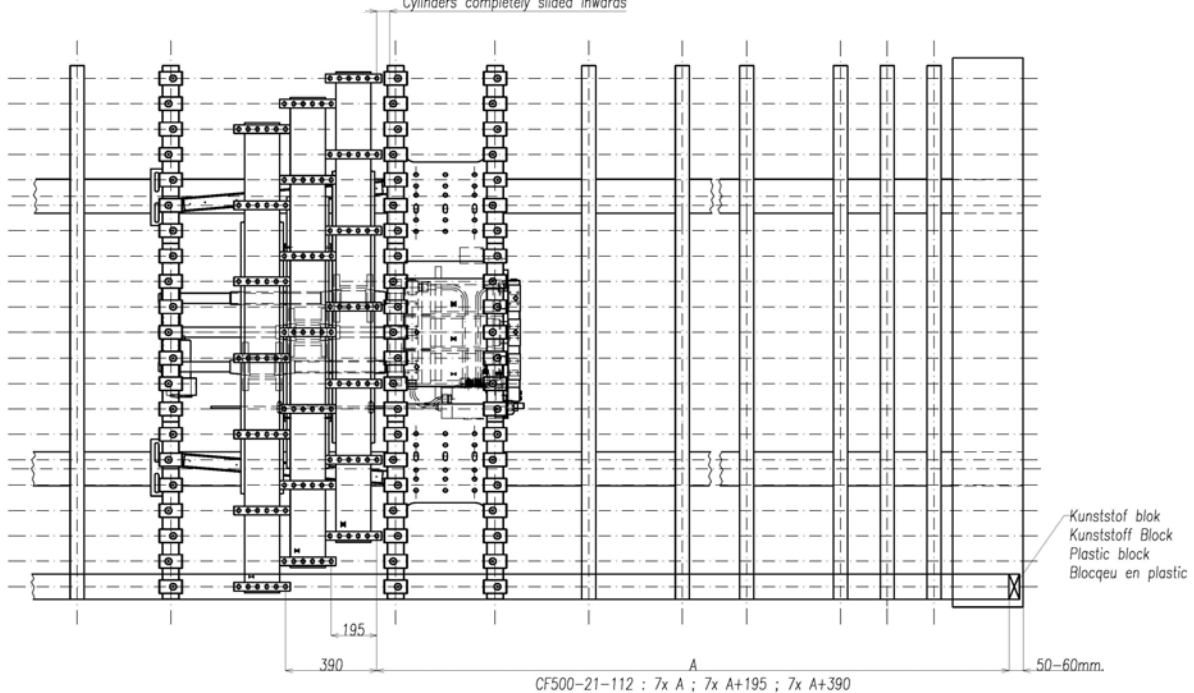 Cylinders completely slided inwards
Kunststof blok
Kunststoff Block
Plastic block
Blocqeu en plastic
195
390
A
50-60mm.
CF500-21-112 : 7x A ; 7x A+195 ; 7x A+390